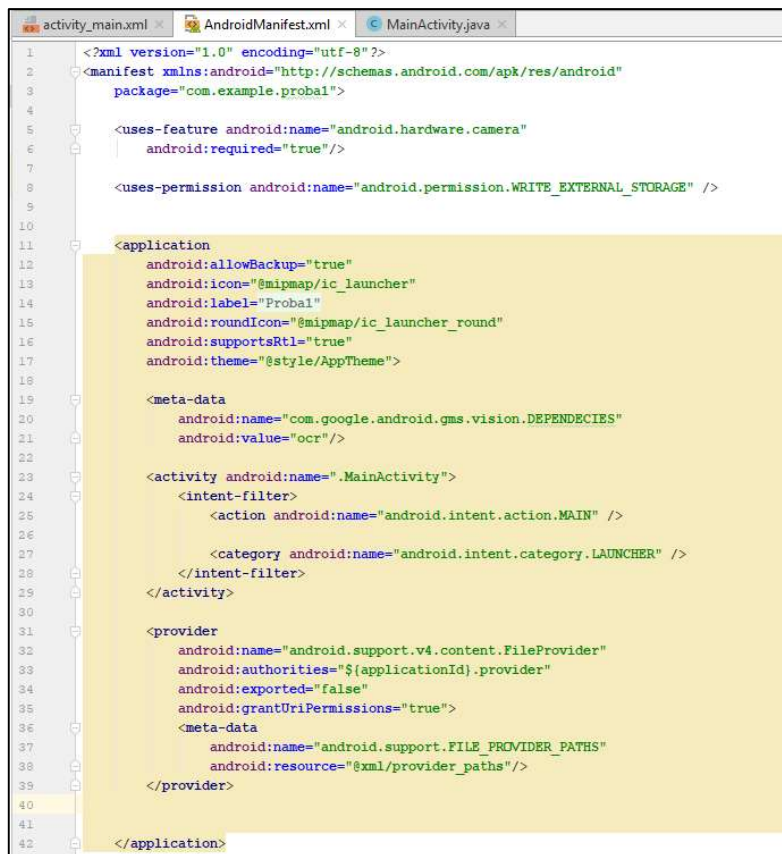 activity_main.xml × AndroidManifest.xml × MainActivity.java ×
1 <?xml version="1.0" encoding="utf-8"?>
2 <manifest xmlns:android="http://schemas.android.com/apk/res/android"
3 package="com.example.proba1">
4
5 <uses-feature android:name="android.hardware.camera"
6 android:required="true"/>
7
8 <uses-permission android:name="android.permission.WRITE_EXTERNAL_STORAGE" />
9
10
11 <application
12 android:allowBackup="true"
13 android:icon="@mipmap/ic_launcher"
14 android:label="Proba1"
15 android:roundIcon="@mipmap/ic_launcher_round"
16 android:supportsRtl="true"
17 android:theme="@style/AppTheme">
18
19 <meta-data
20 android:name="com.google.android.gms.vision.DEPENDECIES"
21 android:value="ocr"/>
22
23 <activity android:name=".MainActivity">
24 <intent-filter>
25 <action android:name="android.intent.action.MAIN" />
26
27 <category android:name="android.intent.category.LAUNCHER" />
28 </intent-filter>
29 </activity>
30
31 <provider
32 android:name="android.support.v4.content.FileProvider"
33 android:authorities="${applicationId}.provider"
34 android:exported="false"
35 android:grantUriPermissions="true">
36 <meta-data
37 android:name="android.support.FILE_PROVIDER_PATHS"
38 android:resource="@xml/provider_paths"/>
39 </provider>
40
41
42 </application>